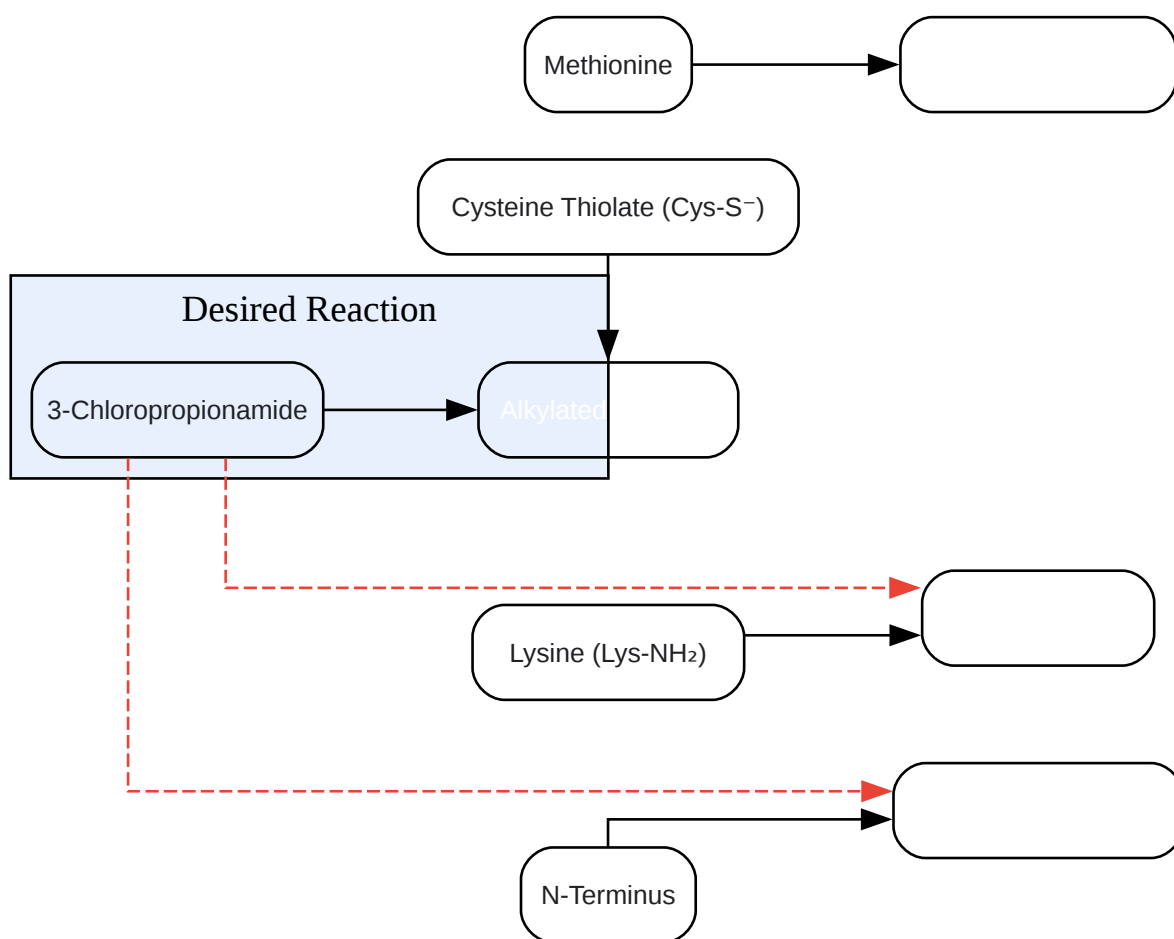 Methionine
Cysteine Thiolate (Cys-S⁻)
Desired Reaction
3-Chloropropionamide
Alkylated
Lysine (Lys-NH₂)
N-Terminus